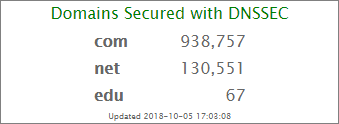 Domains Secured with DNSSEC
com 938,757
net 130,551
edu 67
Updated 2018-10-05 17:03:08